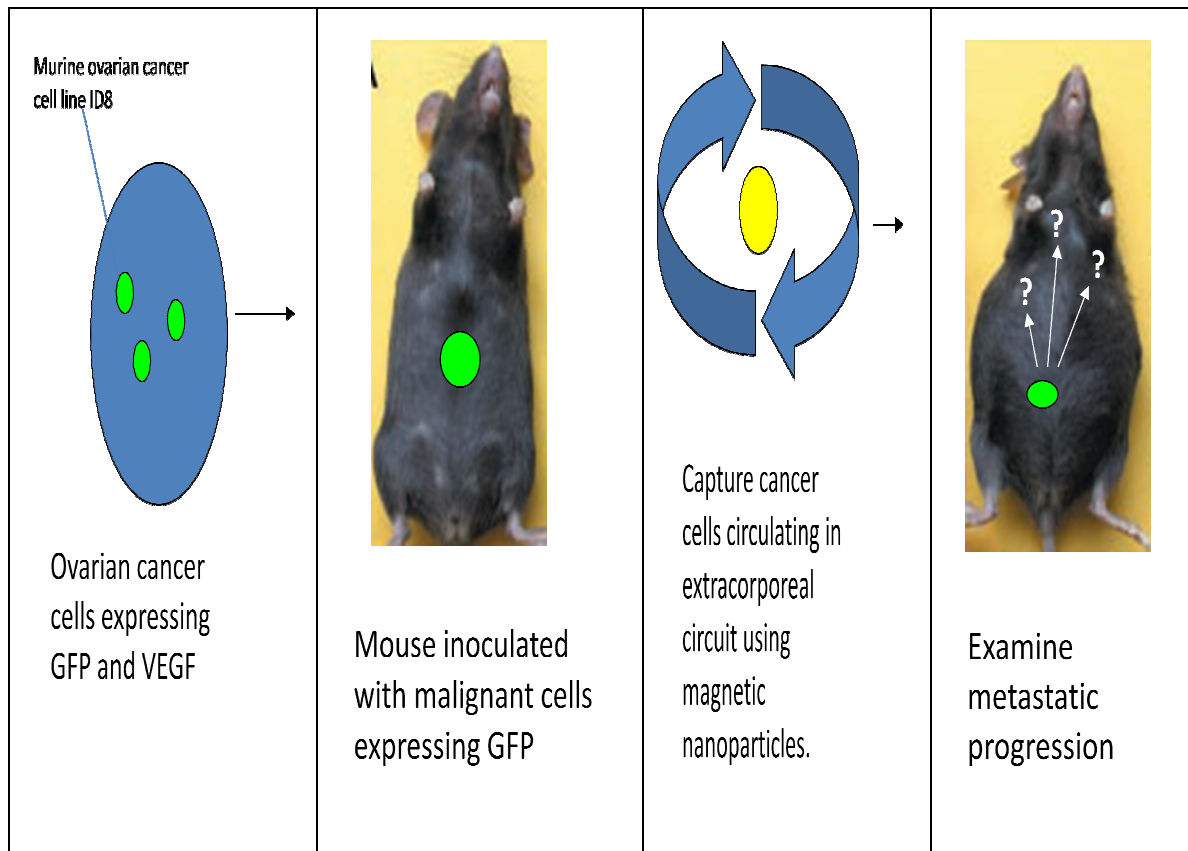 Murine ovarian cancer
cell line ID8
Ovarian cancer
cells expressing
GFP and VEGF
Mouse inoculated
with malignant cells
expressing GFP
Capture cancer
cells circulating in
extracorporeal
circuit using
magnetic
nanoparticles.
?
?
?
Examine
metastatic
progression